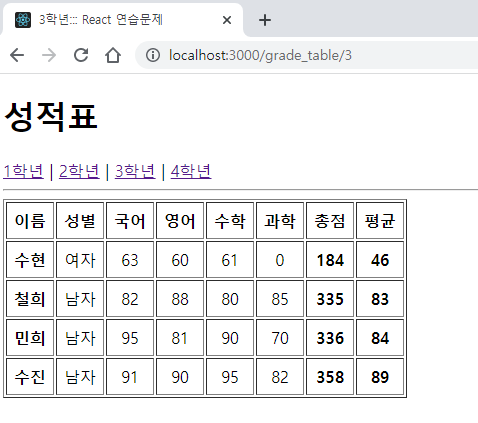 3학년::: React 연습문제
localhost:3000/grade_table/3
성적표
1학년 | 2학년 | 3학년 | 4학년
이름 성별 국어 영어 수학 과학 총점 평균
수현 여자 63 60 61 0 184 46
철희 남자 82 88 80 85 335 83
민희 남자 95 81 90 70 336 84
수진 남자 91 90 95 82 358 89